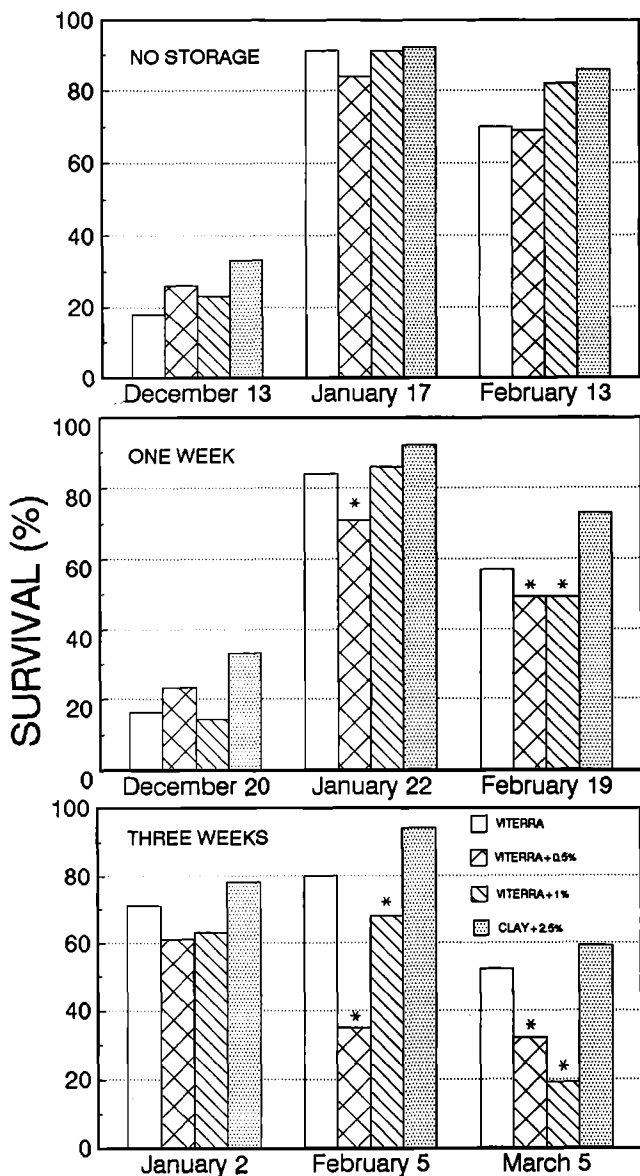 SURVIVAL (%)
NO STORAGE
100
80
60
40
20
0
December 13 January 17 February 13
ONE WEEK
100
80
60
40
20
0
* * *
December 20 January 22 February 19
THREE WEEKS
100
80
60
40
20
0
VITERRA
VITERRA+0.5%
VITERRA+1%
CLAY+2.5%
* * * *
January 2 February 5 March 5